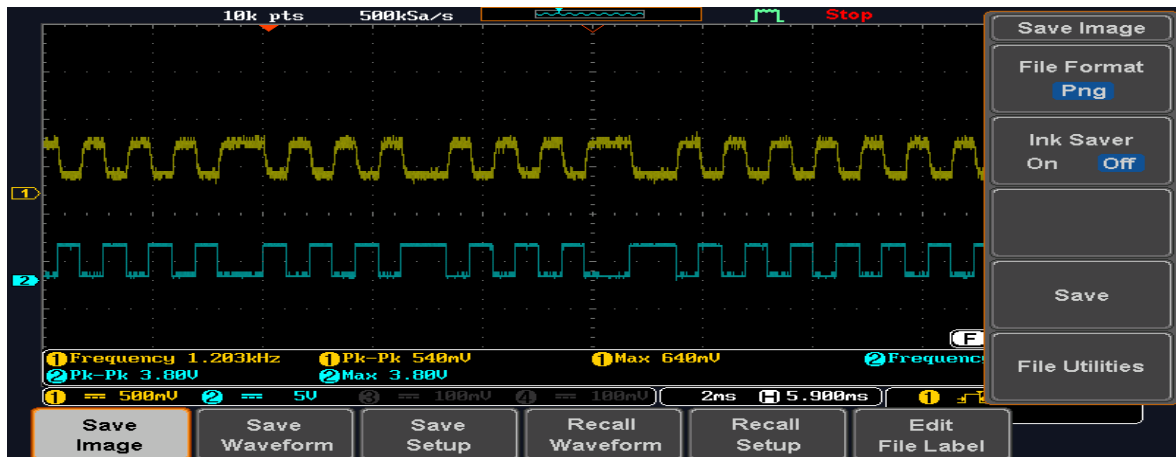 10k pts 500kSa/s Stop
Save Image
File Format
Png
Ink Saver
On Off
Save
File Utilities
1
2
F
1 Frequency 1.203kHz 1 Pk-Pk 540mV 1 Max 640mV 2 Frequenc
2 Pk-Pk 3.80V 2 Max 3.80V
1 500mV 2 5V 3 100mV 4 100mV 2ms H 5.900ms 1
Save Image
Save Waveform
Save Setup
Recall Waveform
Recall Setup
Edit File Label